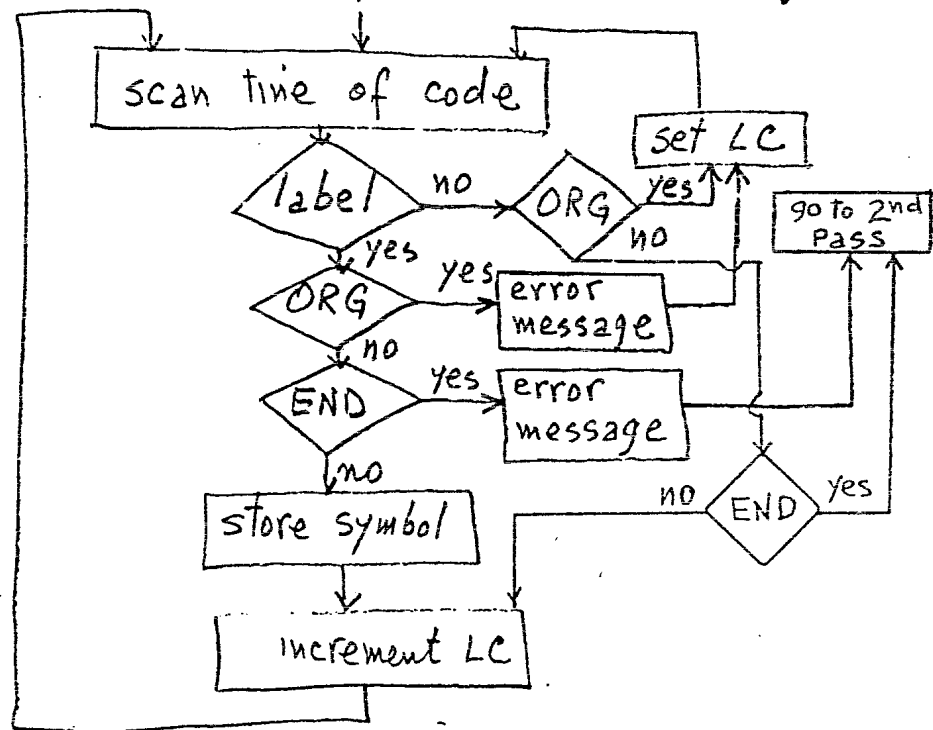 scan line of code
set LC
label
no
ORG
yes
go to 2nd
Pass
no
yes
ORG
yes
error
message
no
END
yes
error
message
no
END
yes
no
store symbol
increment LC